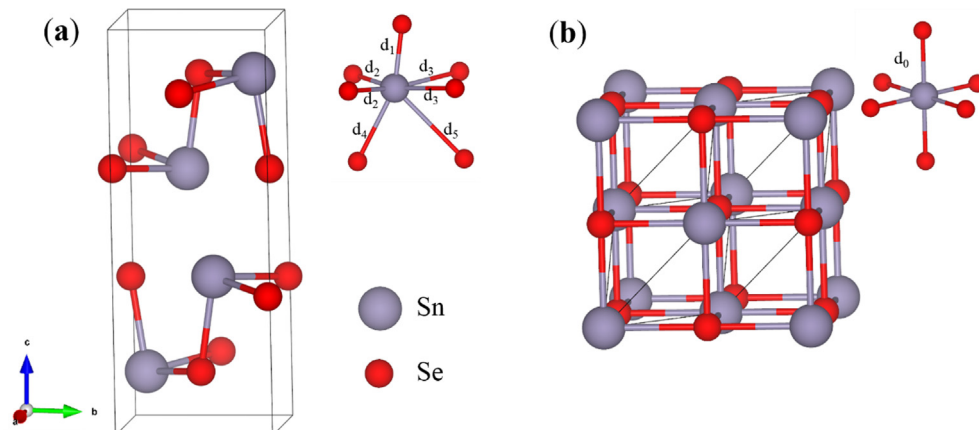 (a)
d₁
d₂
d₃
d₂
d₃
d₄
d₅
Sn
Se
c
b
a
(b)
d₀